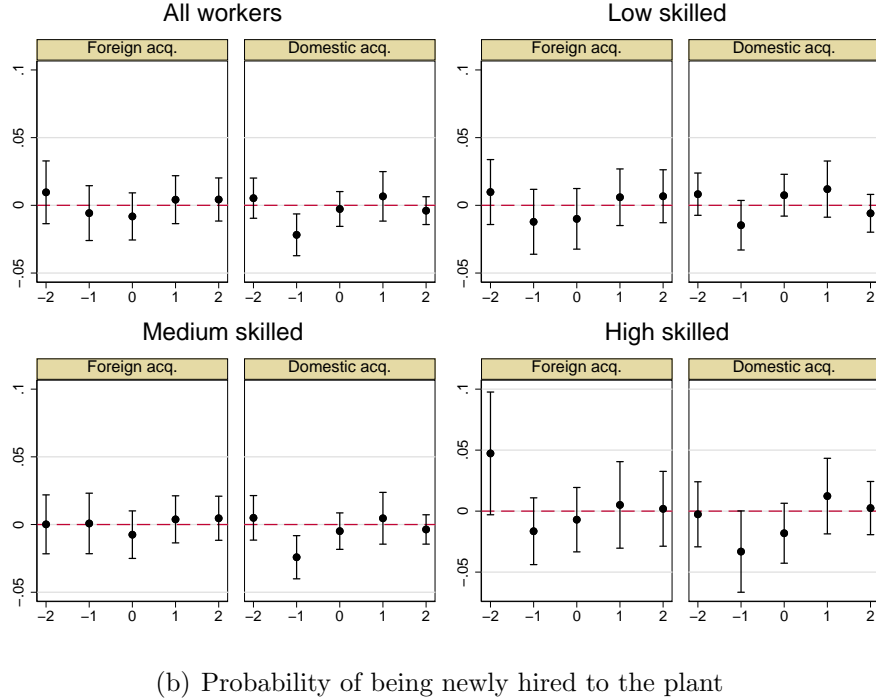 All workers
Low skilled
Foreign acq. Domestic acq. Foreign acq. Domestic acq.
.1 .1
.05 .05
0 0
−.05 −.05
−2 −1 0 1 2 −2 −1 0 1 2 −2 −1 0 1 2 −2 −1 0 1 2
Medium skilled
High skilled
Foreign acq. Domestic acq. Foreign acq. Domestic acq.
.1 .1
.05 .05
0 0
−.05 −.05
−2 −1 0 1 2 −2 −1 0 1 2 −2 −1 0 1 2 −2 −1 0 1 2
(b) Probability of being newly hired to the plant